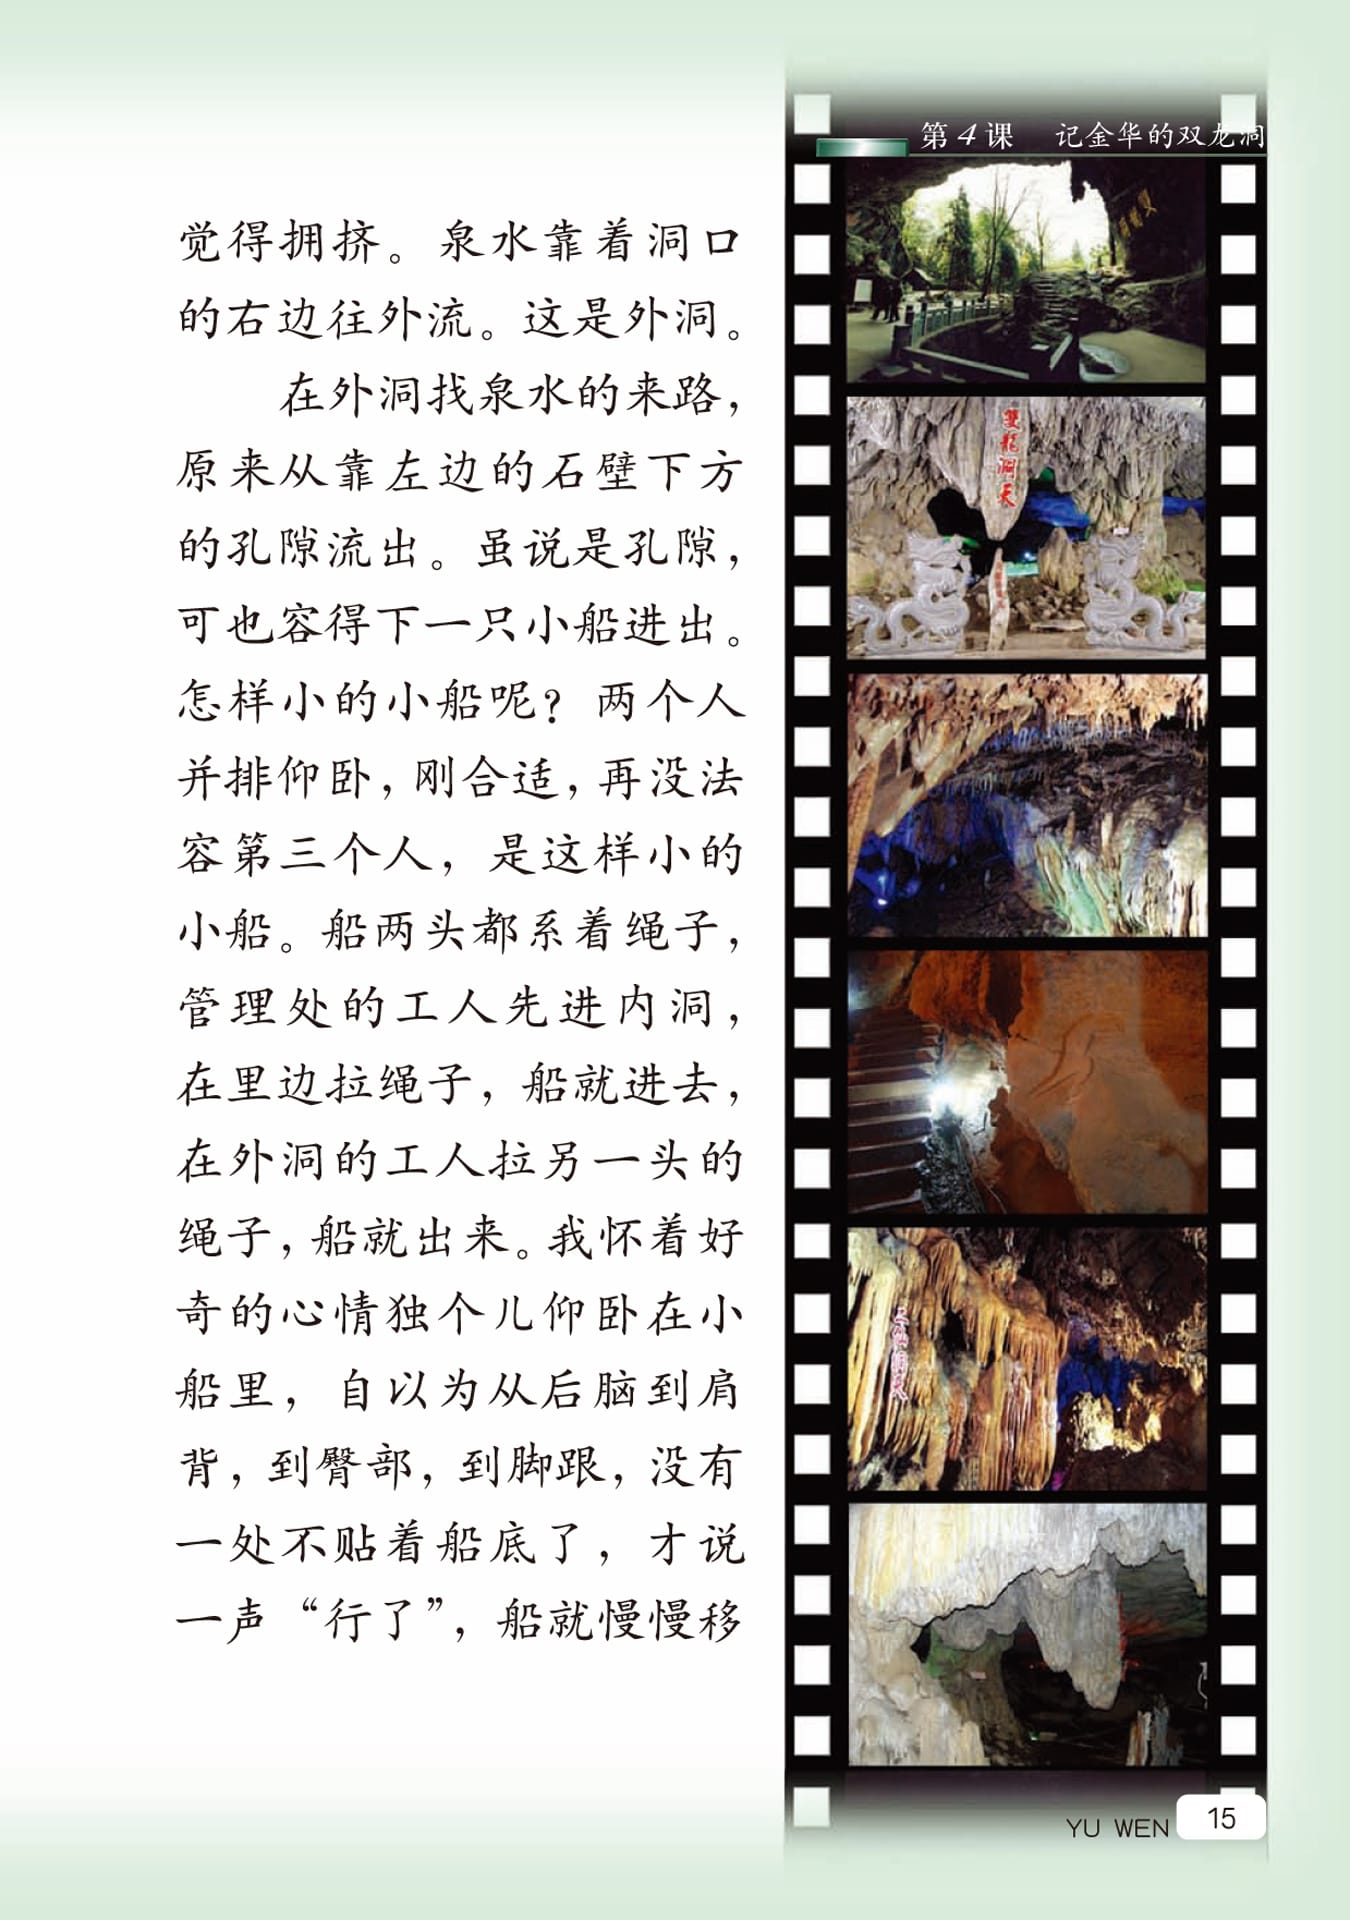 第4课 记金华的双龙洞
觉得拥挤。泉水靠着洞口
的右边往外流。这是外洞。
在外洞找泉水的来路，
原来从靠左边的石壁下方
的孔隙流出。虽说是孔隙，
可也容得下一只小船进出。
怎样小的小船呢？两个人
并排仰卧，刚合适，再没法
容第三个人，是这样小的
小船。船两头都系着绳子，
管理处的工人先进内洞，
在里边拉绳子，船就进去，
在外洞的工人拉另一头的
绳子，船就出来。我怀着好
奇的心情独个儿仰卧在小
船里，自以为从后脑到肩
背，到臀部，到脚跟，没有
一处不贴着船底了，才说
一声“行了”，船就慢慢移
雙龍洞天
YU WEN 15